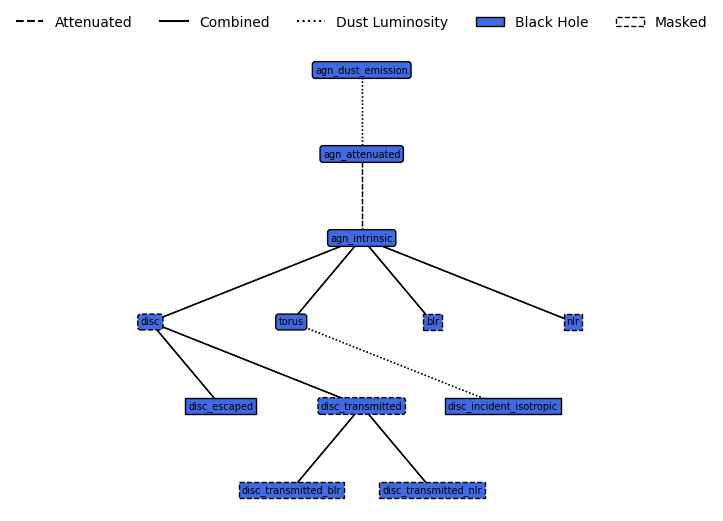 Attenuated Combined Dust Luminosity Black Hole Masked
agn_dust_emission
agn_attenuated
agn_intrinsic
disc torus blr nlr
disc_escaped disc_transmitted disc_incident_isotropic
disc_transmitted_blr disc_transmitted_nlr